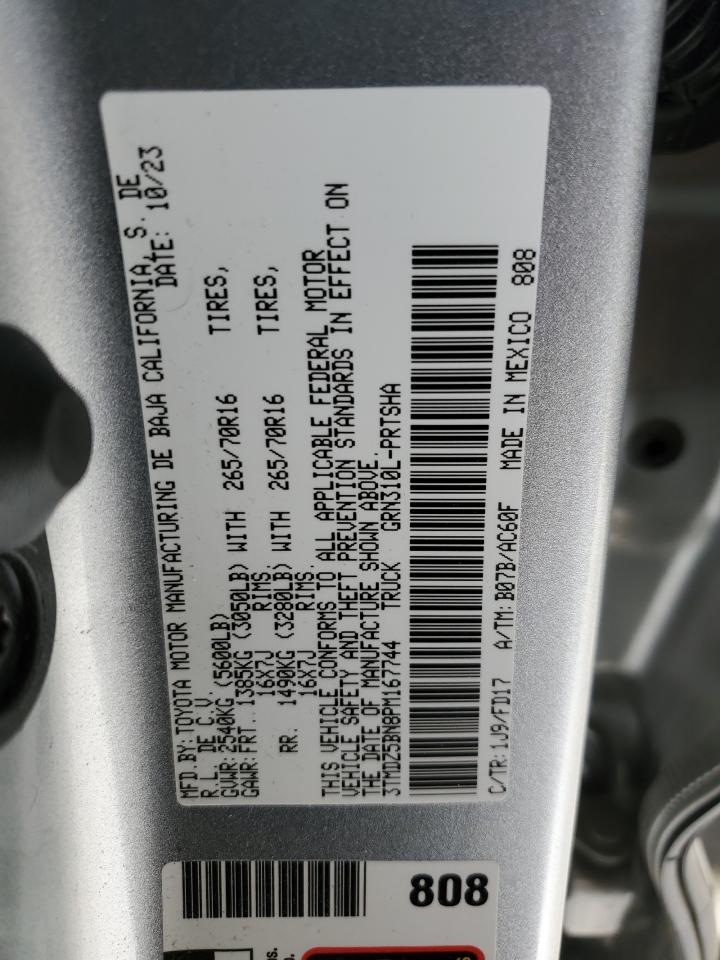 MFD.BY:TOYOTA MOTOR MANUFACTURING DE BAJA CALIFORNIA, S. DE
R.L. DE C.V. DATE: 10/23
GVWR:2540KG (5600LB)
GAWR:FRT. 1385KG (3050LB) WITH 265/70R16 TIRES,
16X7J RIMS
RR. 1490KG (3280LB) WITH 265/70R16 TIRES,
16X7J RIMS.
THIS VEHICLE CONFORMS TO ALL APPLICABLE FEDERAL MOTOR
VEHICLE SAFETY AND THEFT PREVENTION STANDARDS IN EFFECT ON
THE DATE OF MANUFACTURE SHOWN ABOVE.
3TMDZ5BN8PM167744 TRUCK GRN310L-PRTSHA
C/TR:1J9/FD17 A/TM:B07B/AC60F MADE IN MEXICO 808
808